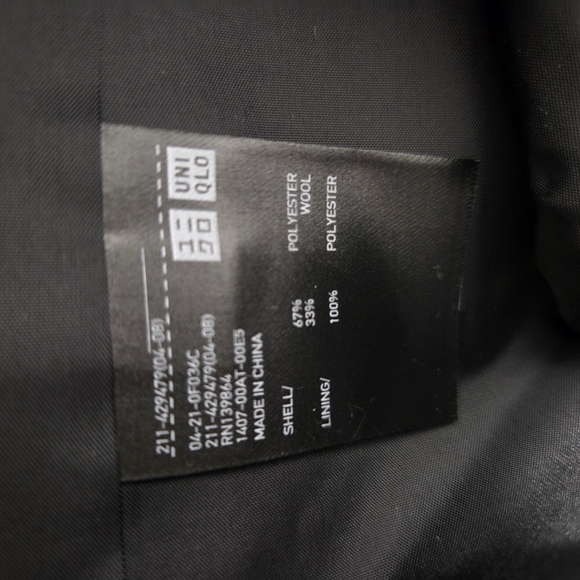 211-429479(04-08)
ユニ
クロ
UNI
QLO
04-21-0F036C
211-429479(04-08)
RN139864
1407-00AT-00E5
MADE IN CHINA
SHELL/ 67% POLYESTER
33% WOOL
LINING/ 100% POLYESTER